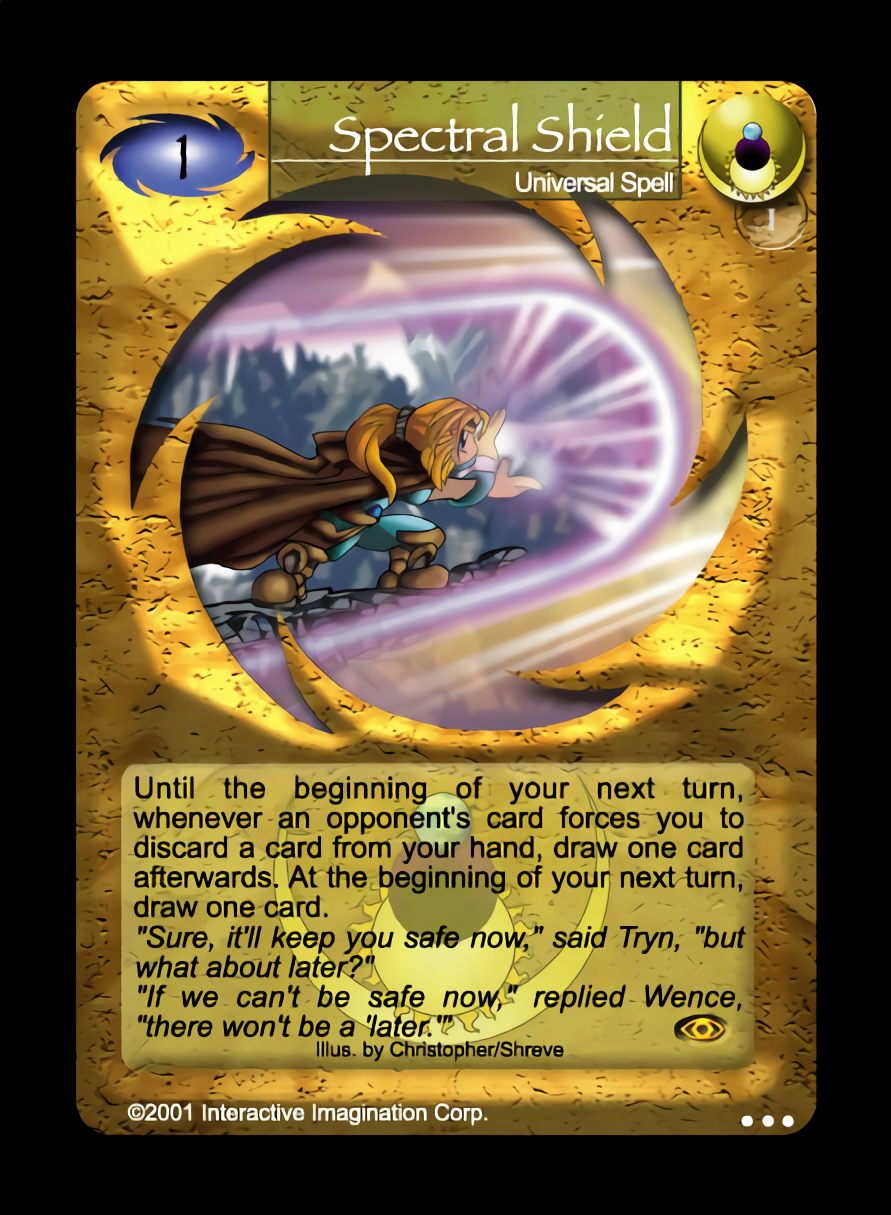 1
Spectral Shield
Universal Spell
1
Until the beginning of your next turn,
whenever an opponent's card forces you to
discard a card from your hand, draw one card
afterwards. At the beginning of your next turn,
draw one card.
"Sure, it'll keep you safe now," said Tryn, "but
what about later?"
"If we can't be safe now," replied Wence,
"there won't be a 'later.'"
Illus. by Christopher/Shreve
©2001 Interactive Imagination Corp.